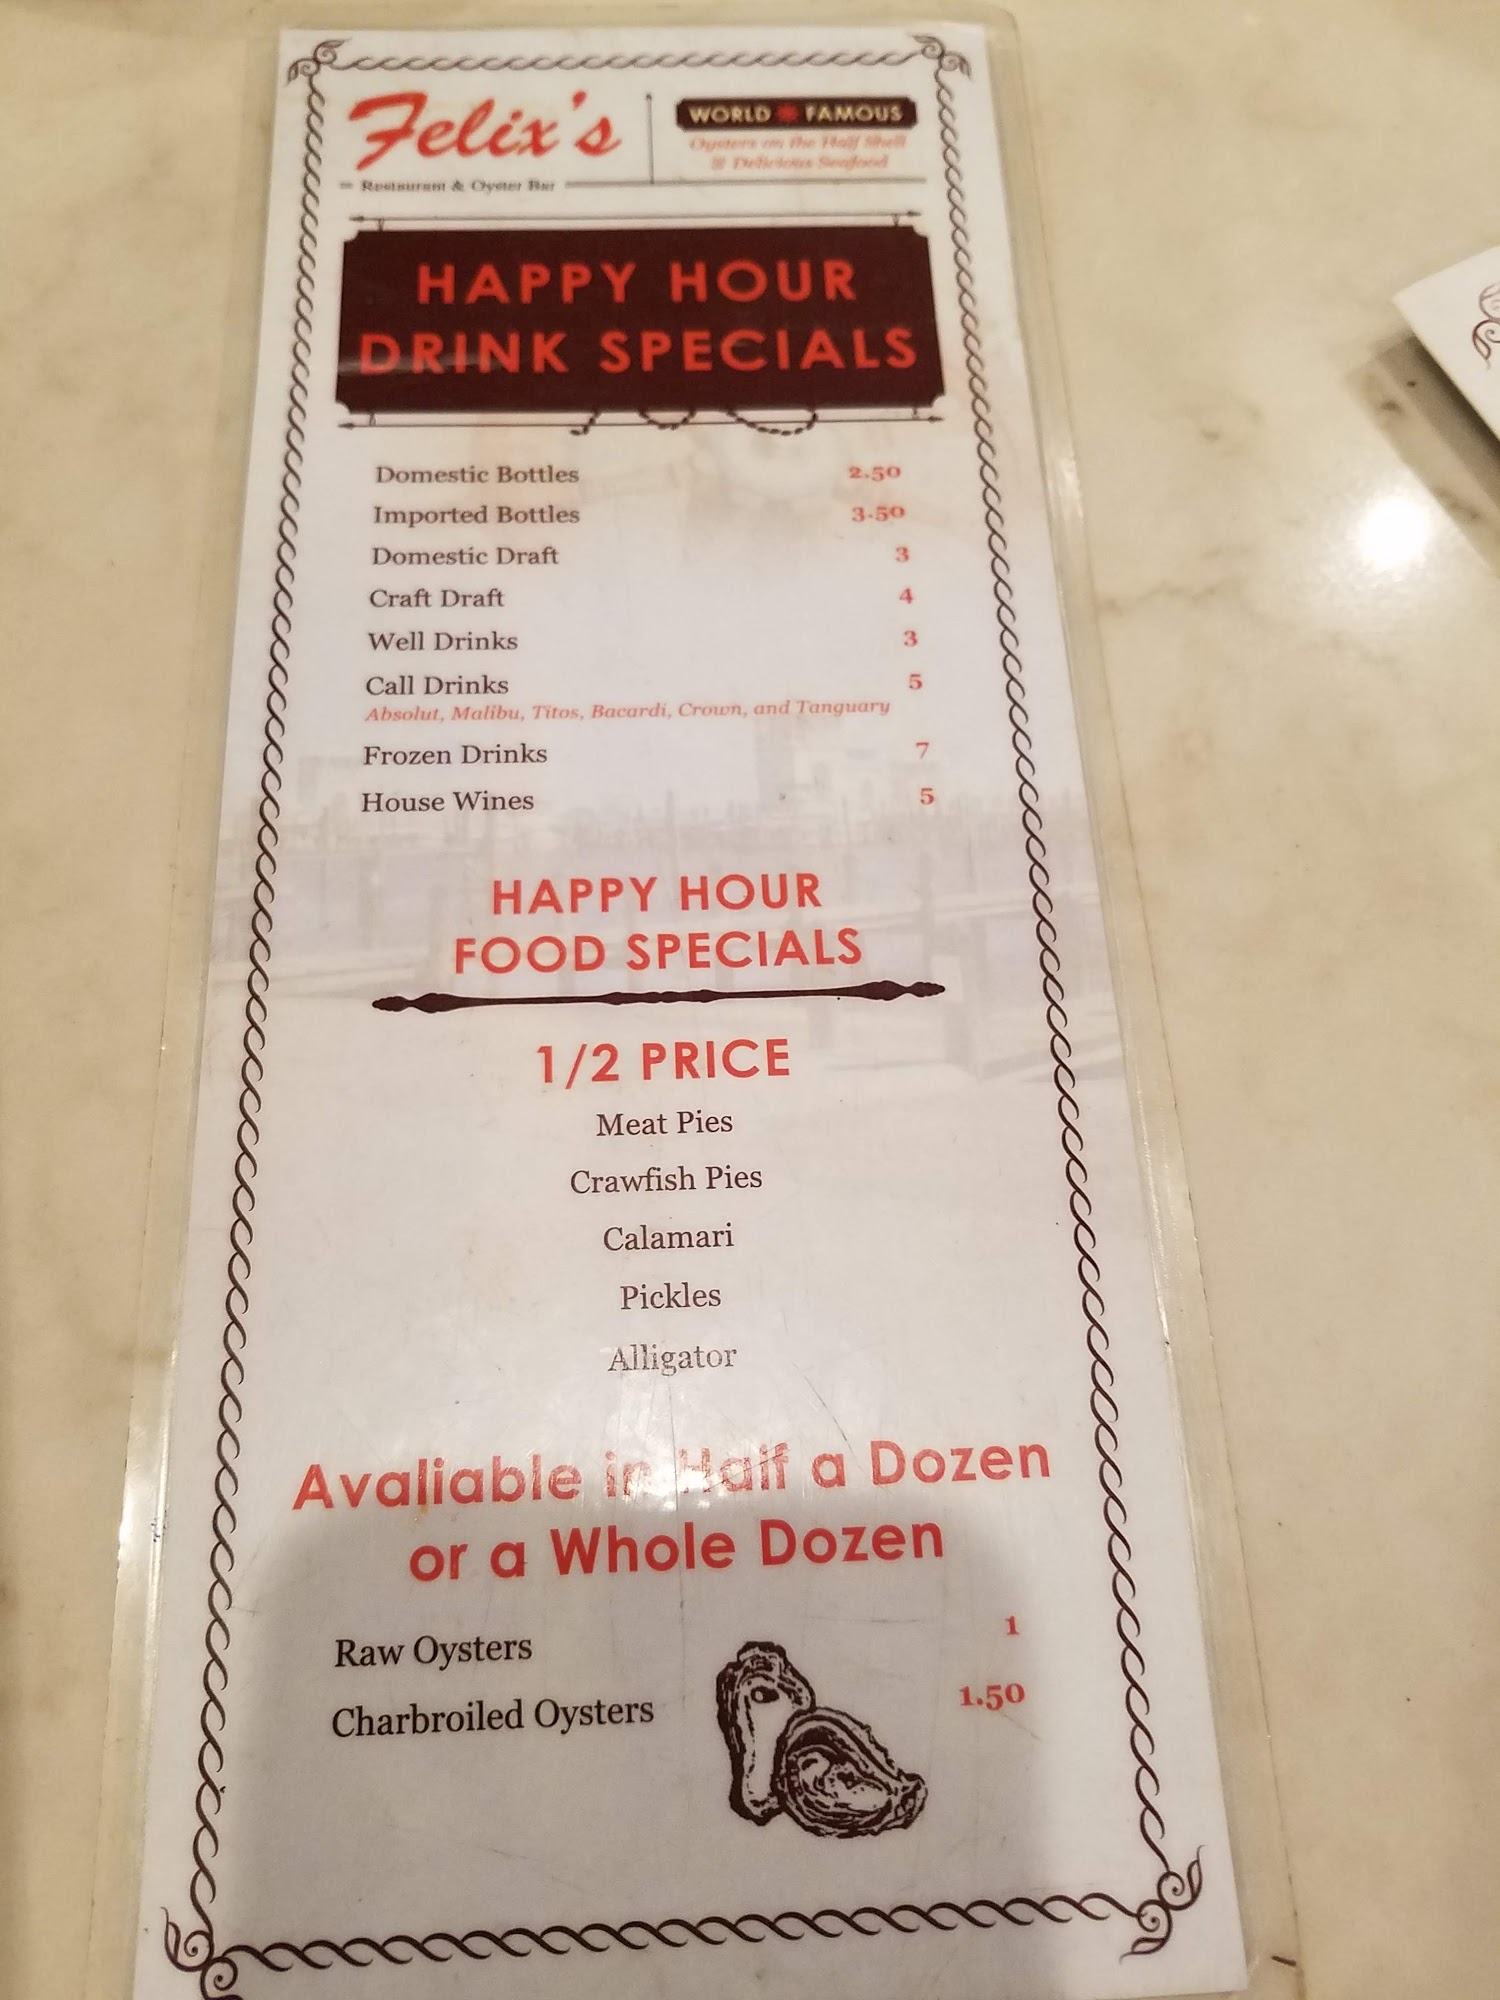 Felix's
Restaurant & Oyster Bar
WORLD FAMOUS
Oysters on the Half Shell
& Delicious Seafood
HAPPY HOUR
DRINK SPECIALS
Domestic Bottles 2.50
Imported Bottles 3.50
Domestic Draft 3
Craft Draft 4
Well Drinks 3
Call Drinks 5
Absolut, Malibu, Titos, Bacardi, Crown, and Tanguary
Frozen Drinks 7
House Wines 5
HAPPY HOUR
FOOD SPECIALS
1/2 PRICE
Meat Pies
Crawfish Pies
Calamari
Pickles
Alligator
Avaliable in Half a Dozen
or a Whole Dozen
Raw Oysters 1
Charbroiled Oysters 1.50